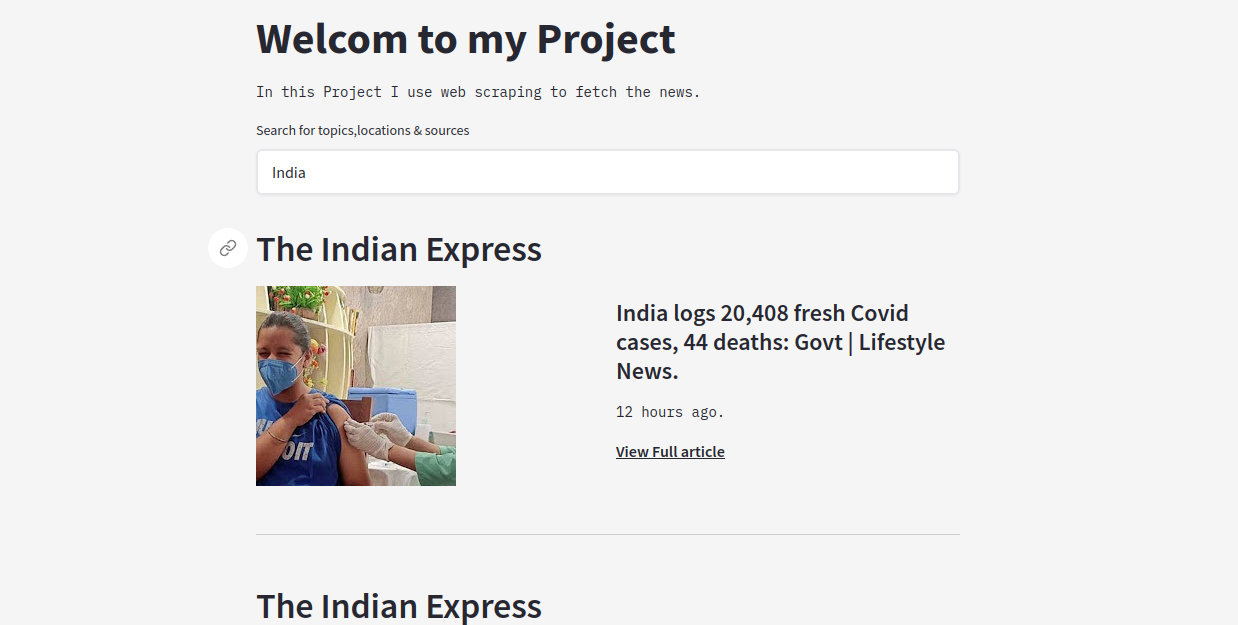 Welcom to my Project
In this Project I use web scraping to fetch the news.
Search for topics,locations & sources
India
The Indian Express
India logs 20,408 fresh Covid
cases, 44 deaths: Govt | Lifestyle
News.
12 hours ago.
View Full article
The Indian Express